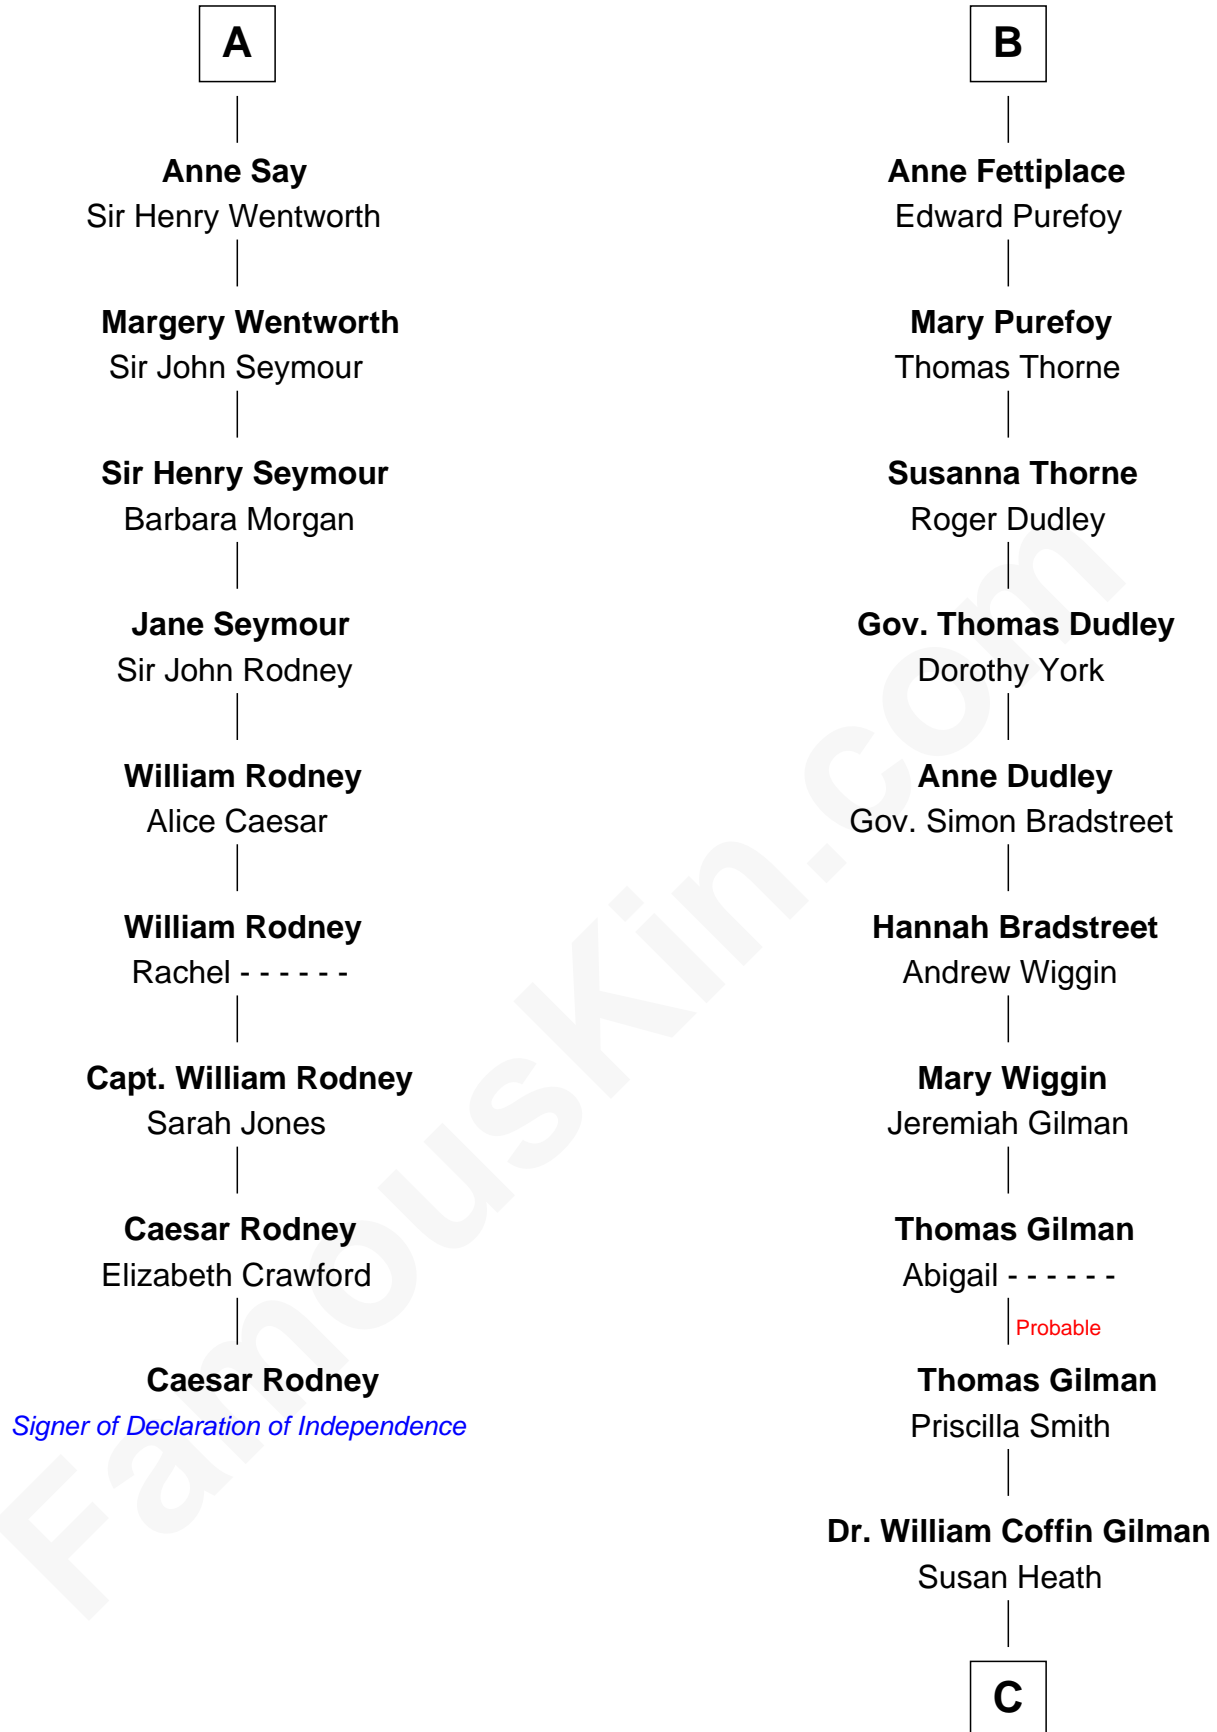 A
Anne Say
Sir Henry Wentworth
Margery Wentworth
Sir John Seymour
Sir Henry Seymour
Barbara Morgan
Jane Seymour
Sir John Rodney
William Rodney
Alice Caesar
William Rodney
Rachel - - - - - -
Capt. William Rodney
Sarah Jones
Caesar Rodney
Elizabeth Crawford
Caesar Rodney
Signer of Declaration of Independence
B
Anne Fettiplace
Edward Purefoy
Mary Purefoy
Thomas Thorne
Susanna Thorne
Roger Dudley
Gov. Thomas Dudley
Dorothy York
Anne Dudley
Gov. Simon Bradstreet
Hannah Bradstreet
Andrew Wiggin
Mary Wiggin
Jeremiah Gilman
Thomas Gilman
Abigail - - - - - -
Probable
Thomas Gilman
Priscilla Smith
Dr. William Coffin Gilman
Susan Heath
C
FamousKin.com